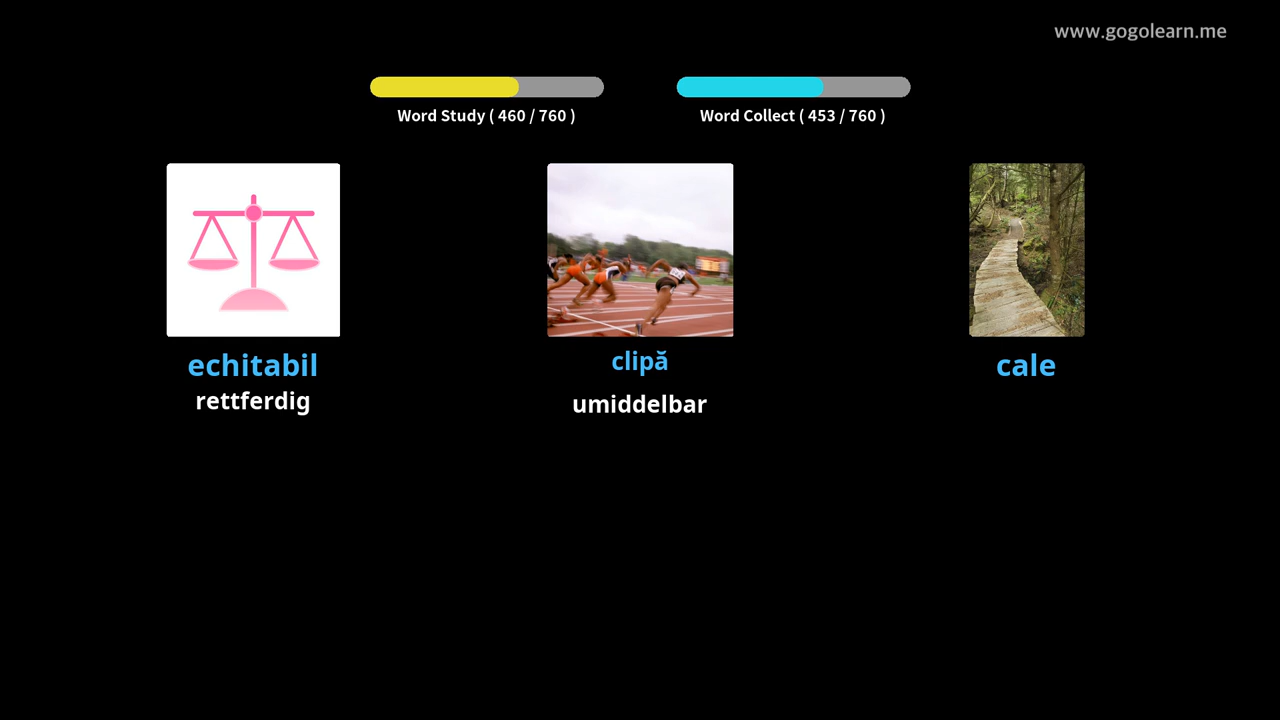 www.gogolearn.me
Word Study ( 460 / 760 )
Word Collect ( 453 / 760 )
echitabil
rettferdig
clipă
umiddelbar
cale